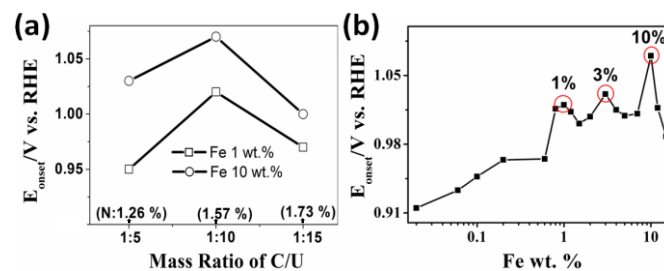 (a)
E_onset/V vs. RHE
1.05
1.00
0.95
Fe 1 wt.%
Fe 10 wt.%
(N:1.26 %) (1.57 %) (1.73 %)
1:5 1:10 1:15
Mass Ratio of C/U
(b)
E_onset/V vs. RHE
1.05
0.98
0.91
1%
3%
10%
0.1 1 10
Fe wt. %